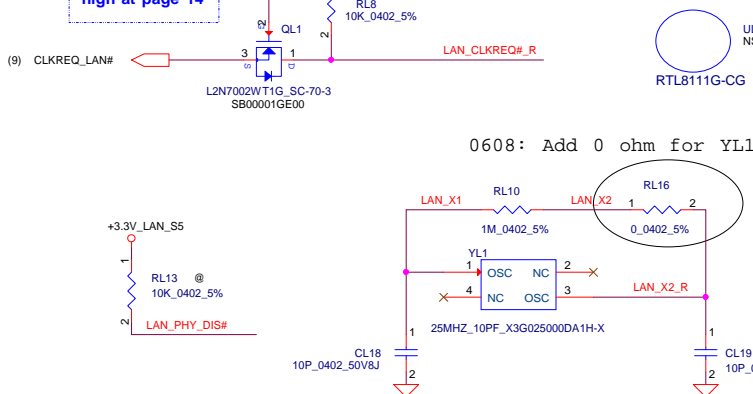 high at page 14
RL8
10K_0402_5%
2
2
QL1
(9) CLKREQ_LAN#
3
S
1
D
LAN_CLKREQ#_R
L2N7002WT1G_SC-70-3
SB00001GE00
RTL8111G-CG
0608: Add 0 ohm for YL1
LAN_X1
RL10
1M_0402_5%
LAN_X2
RL16
1
2
0_0402_5%
+3.3V_LAN_S5
1
RL13 @
10K_0402_5%
2
LAN_PHY_DIS#
YL1
1
OSC
NC
2
4
NC
OSC
3
LAN_X2_R
25MHZ_10PF_X3G025000DA1H-X
1
CL18
10P_0402_50V8J
2
1
CL19
2